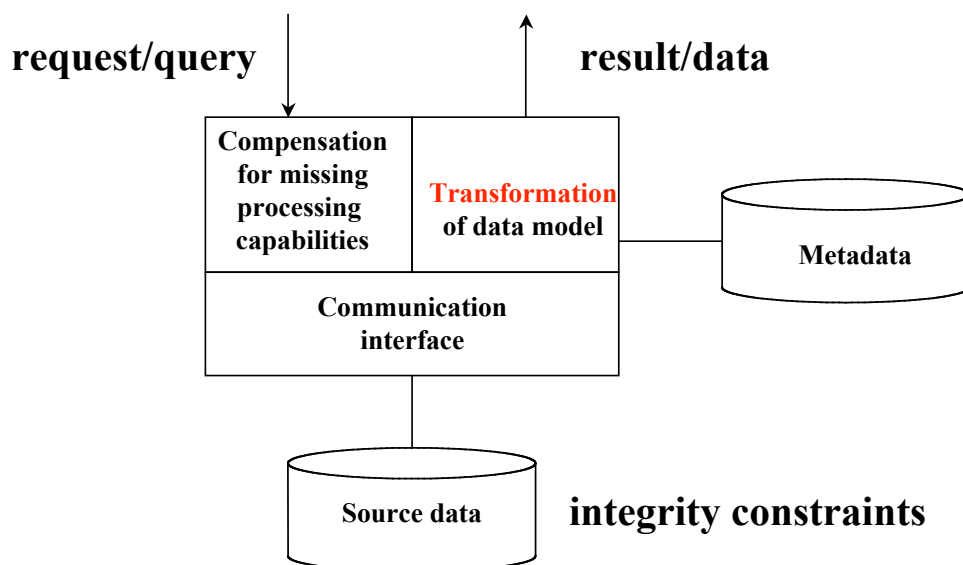 request/query
result/data
Compensation
for missing
processing
capabilities
Transformation
of data model
Metadata
Communication
interface
Source data
integrity constraints